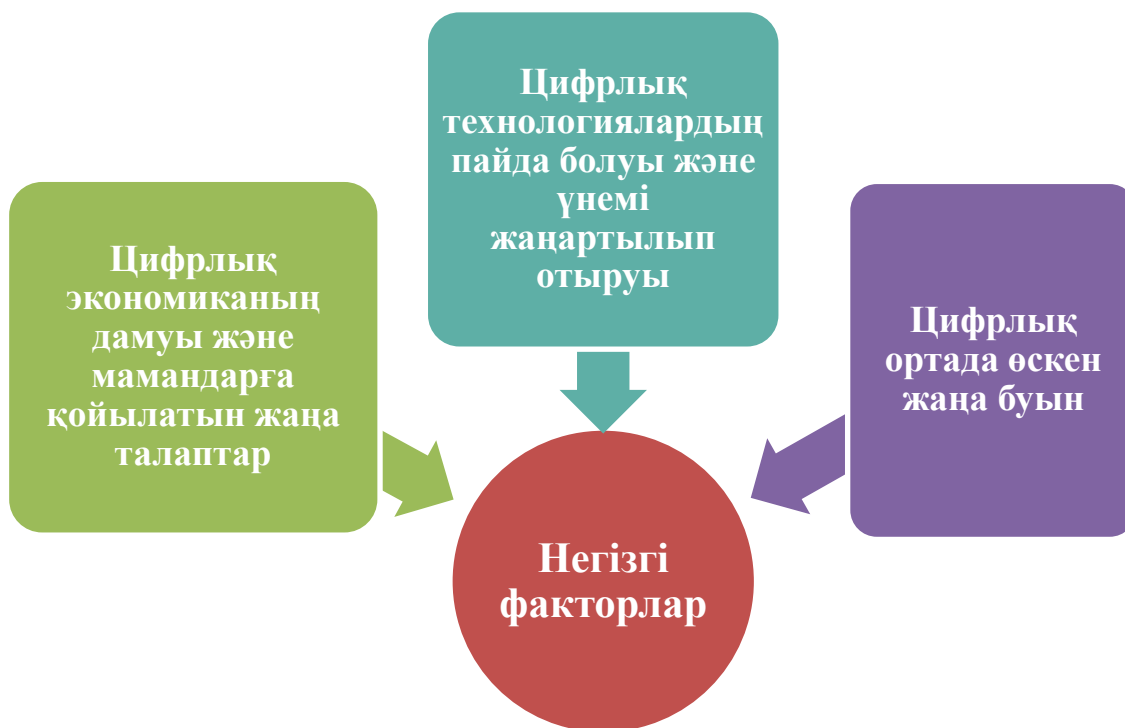 Цифрлық
экономиканың
дамуы және
мамандарға
қойылатын жаңа
талаптар
Цифрлық
технологиялардың
пайда болуы және
үнемі
жаңартылып
отыруы
Цифрлық
ортада өскен
жаңа буын
Негізгі
факторлар